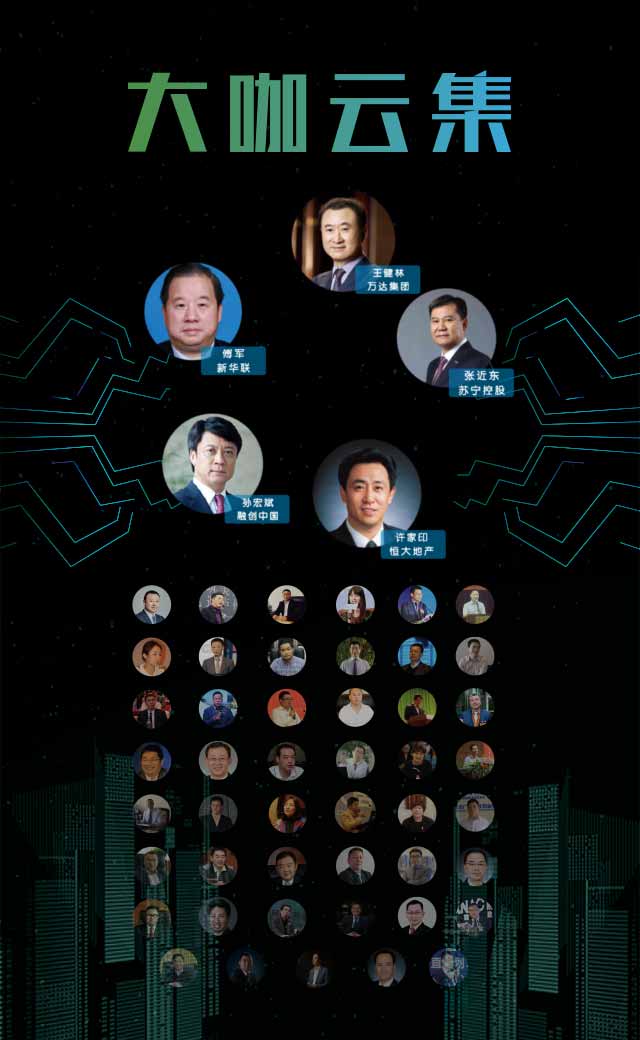 大咖云集
王健林
万达集团
傅军
新华联
张近东
苏宁控股
孙宏斌
融创中国
许家印
恒大地产